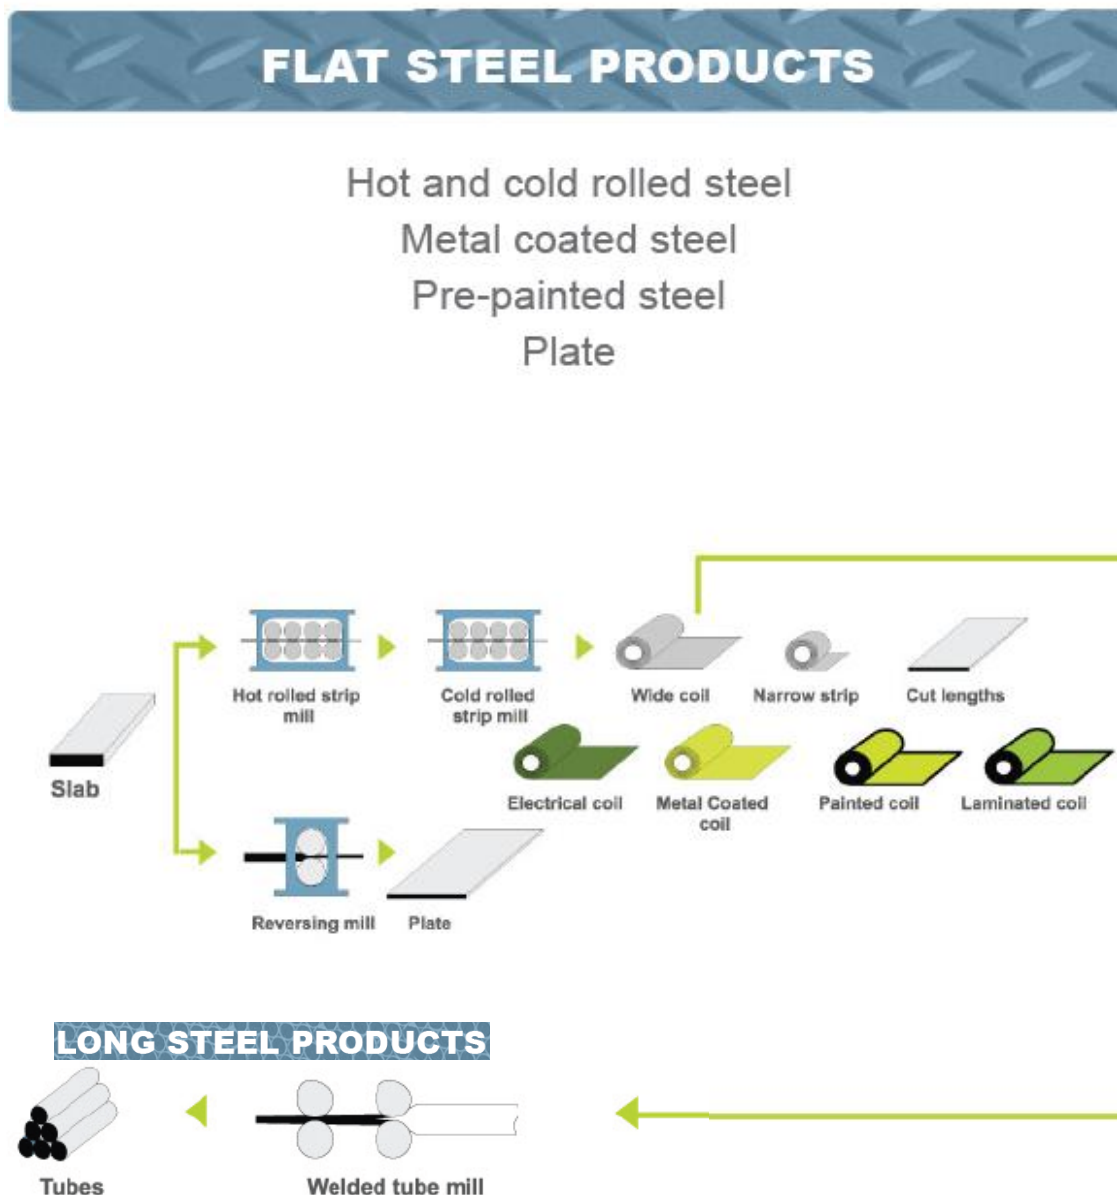 FLAT STEEL PRODUCTS
Hot and cold rolled steel
Metal coated steel
Pre-painted steel
Plate
Hot rolled strip
mill
Cold rolled
strip mill
Wide coil
Narrow strip
Cut lengths
Slab
Electrical coil
Metal Coated
coil
Painted coil
Laminated coil
Reversing mill
Plate
LONG STEEL PRODUCTS
Tubes
Welded tube mill